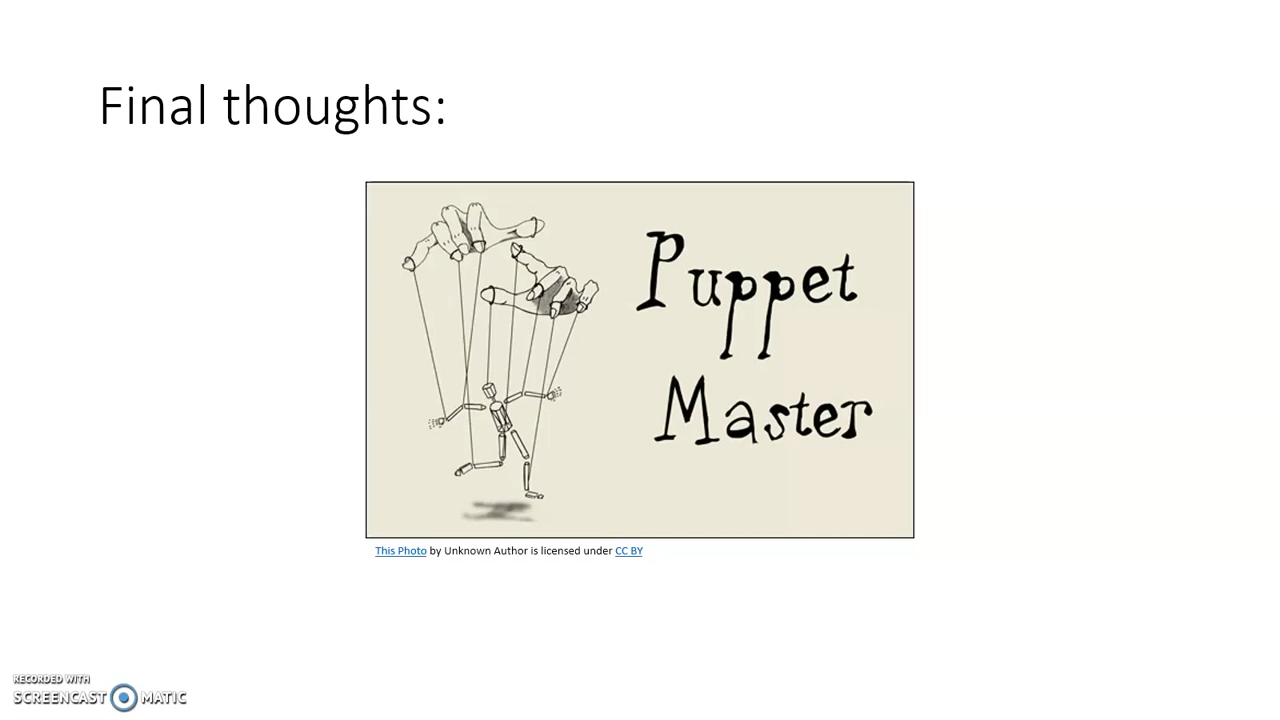 Final thoughts:
Puppet
Master
This Photo by Unknown Author is licensed under CC BY
RECORDED WITH
SCREENCAST MATIC